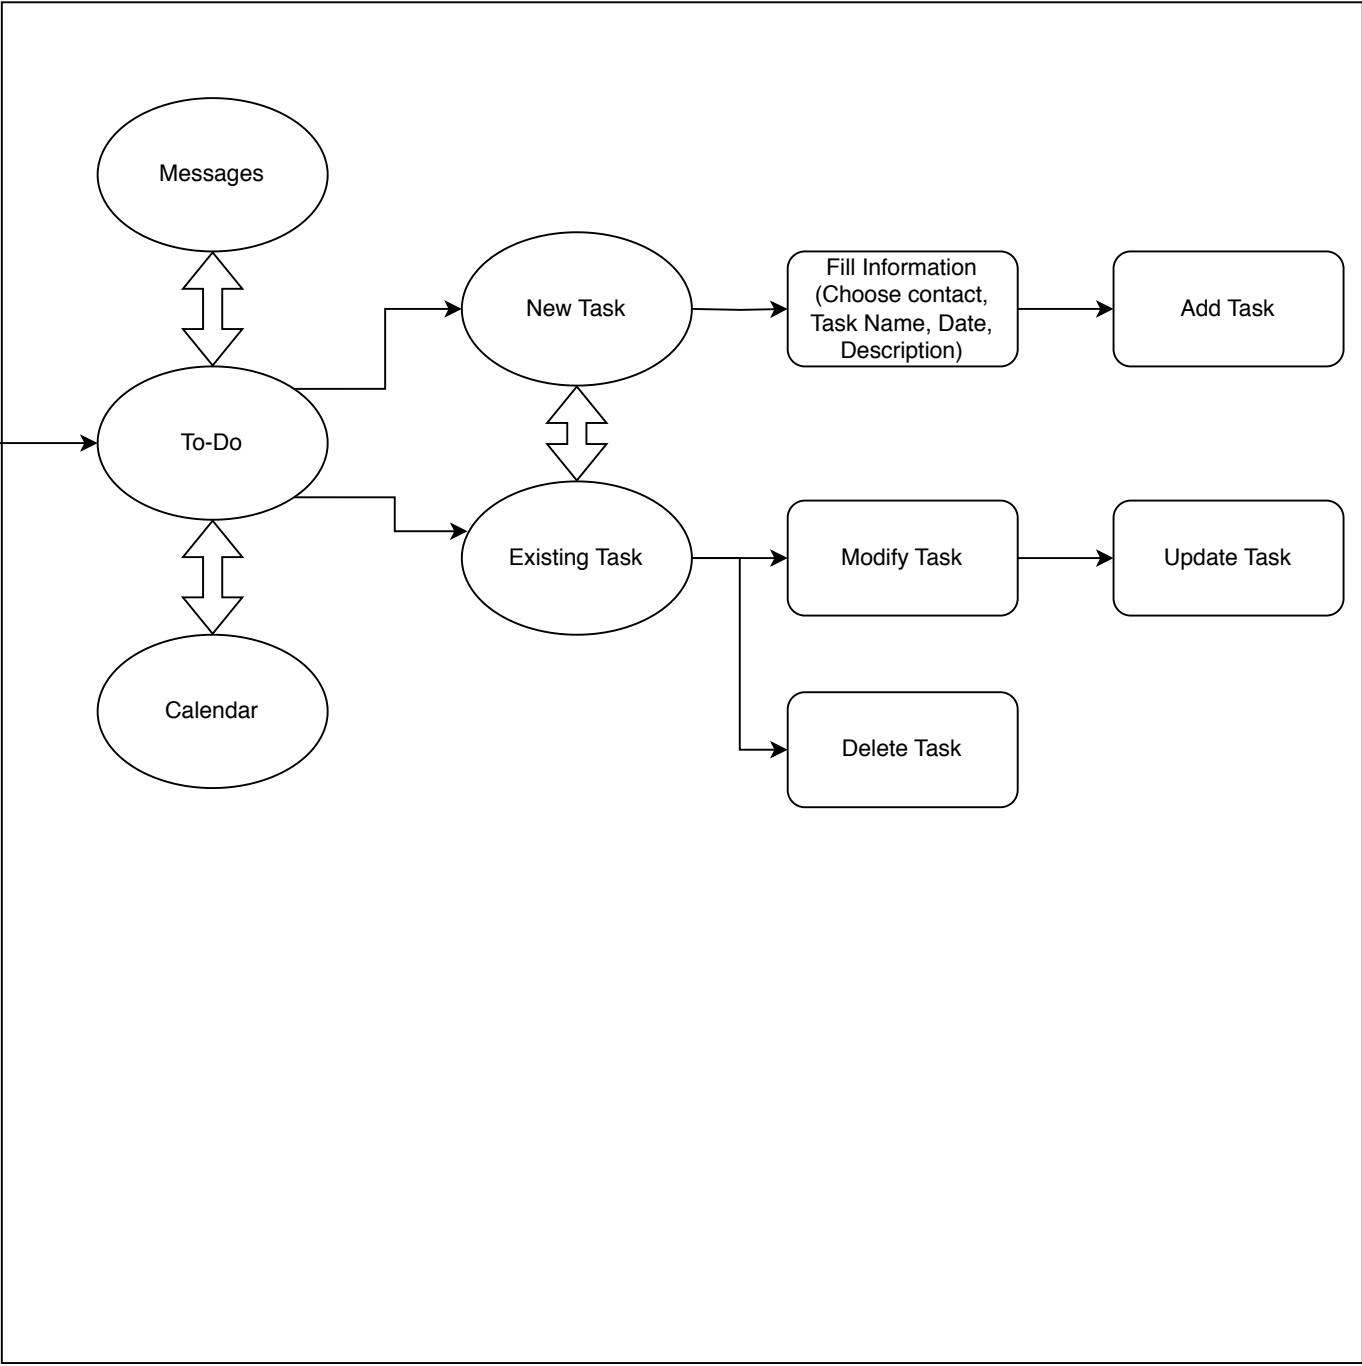 Messages
New Task
Fill Information
(Choose contact,
Task Name, Date,
Description)
Add Task
To-Do
Existing Task
Modify Task
Update Task
Calendar
Delete Task